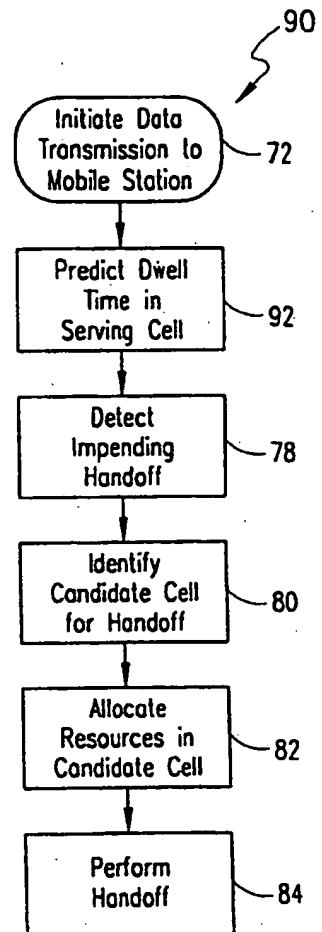 90
Initiate Data
Transmission to
Mobile Station
72
Predict Dwell
Time in
Serving Cell
92
Detect
Impending
Handoff
78
Identify
Candidate Cell
for Handoff
80
Allocate
Resources in
Candidate Cell
82
Perform
Handoff
84